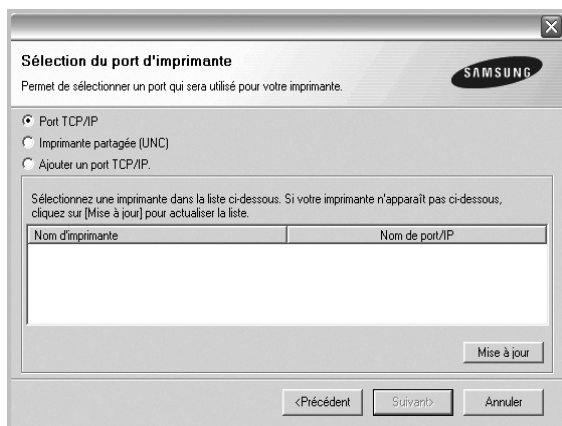 Sélection du port d'imprimante
Permet de sélectionner un port qui sera utilisé pour votre imprimante.
SAMSUNG
Port TCP/IP
Imprimante partagée (UNC)
Ajouter un port TCP/IP.
Sélectionnez une imprimante dans la liste ci-dessous. Si votre imprimante n'apparaît pas ci-dessous,
cliquez sur [Mise à jour] pour actualiser la liste.
Nom d'imprimante Nom de port/IP
Mise à jour
<Précédent Suivant> Annuler